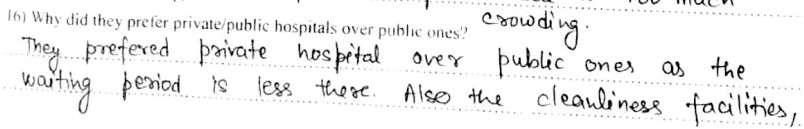 16) Why did they prefer private/public hospitals over public ones? crowding.
They prefered private hospital over public ones as the
waiting period is less there. Also the cleanliness facilities,